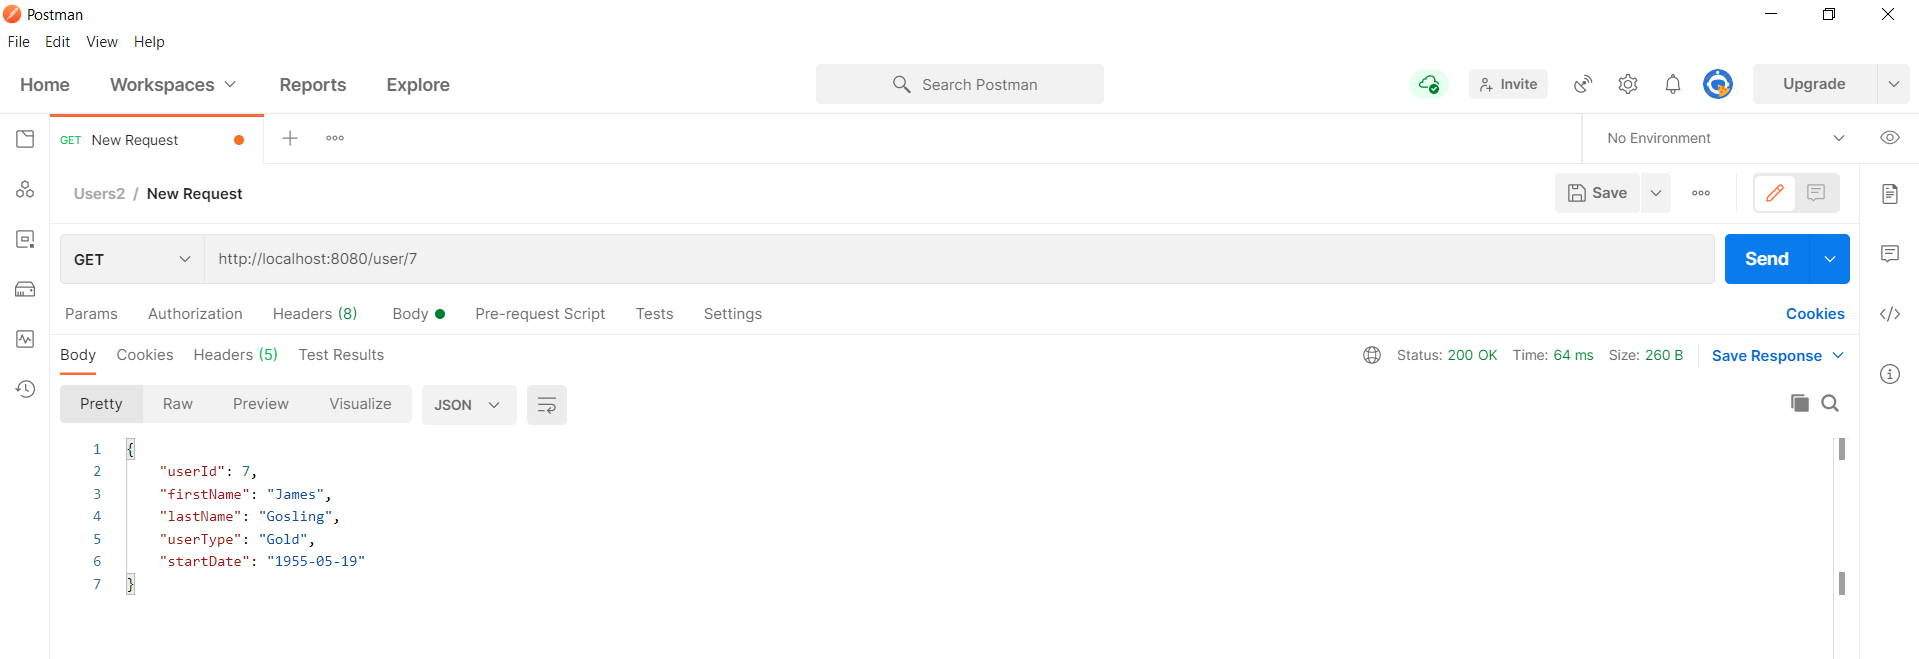 Postman
File Edit View Help
Home Workspaces Reports Explore Search Postman Invite Upgrade
GET New Request No Environment
Users2 / New Request Save
GET http://localhost:8080/user/7 Send
Params Authorization Headers (8) Body Pre-request Script Tests Settings Cookies
Body Cookies Headers (5) Test Results Status: 200 OK Time: 64 ms Size: 260 B Save Response
Pretty Raw Preview Visualize JSON
1 {
2 "userId": 7,
3 "firstName": "James",
4 "lastName": "Gosling",
5 "userType": "Gold",
6 "startDate": "1955-05-19"
7 }